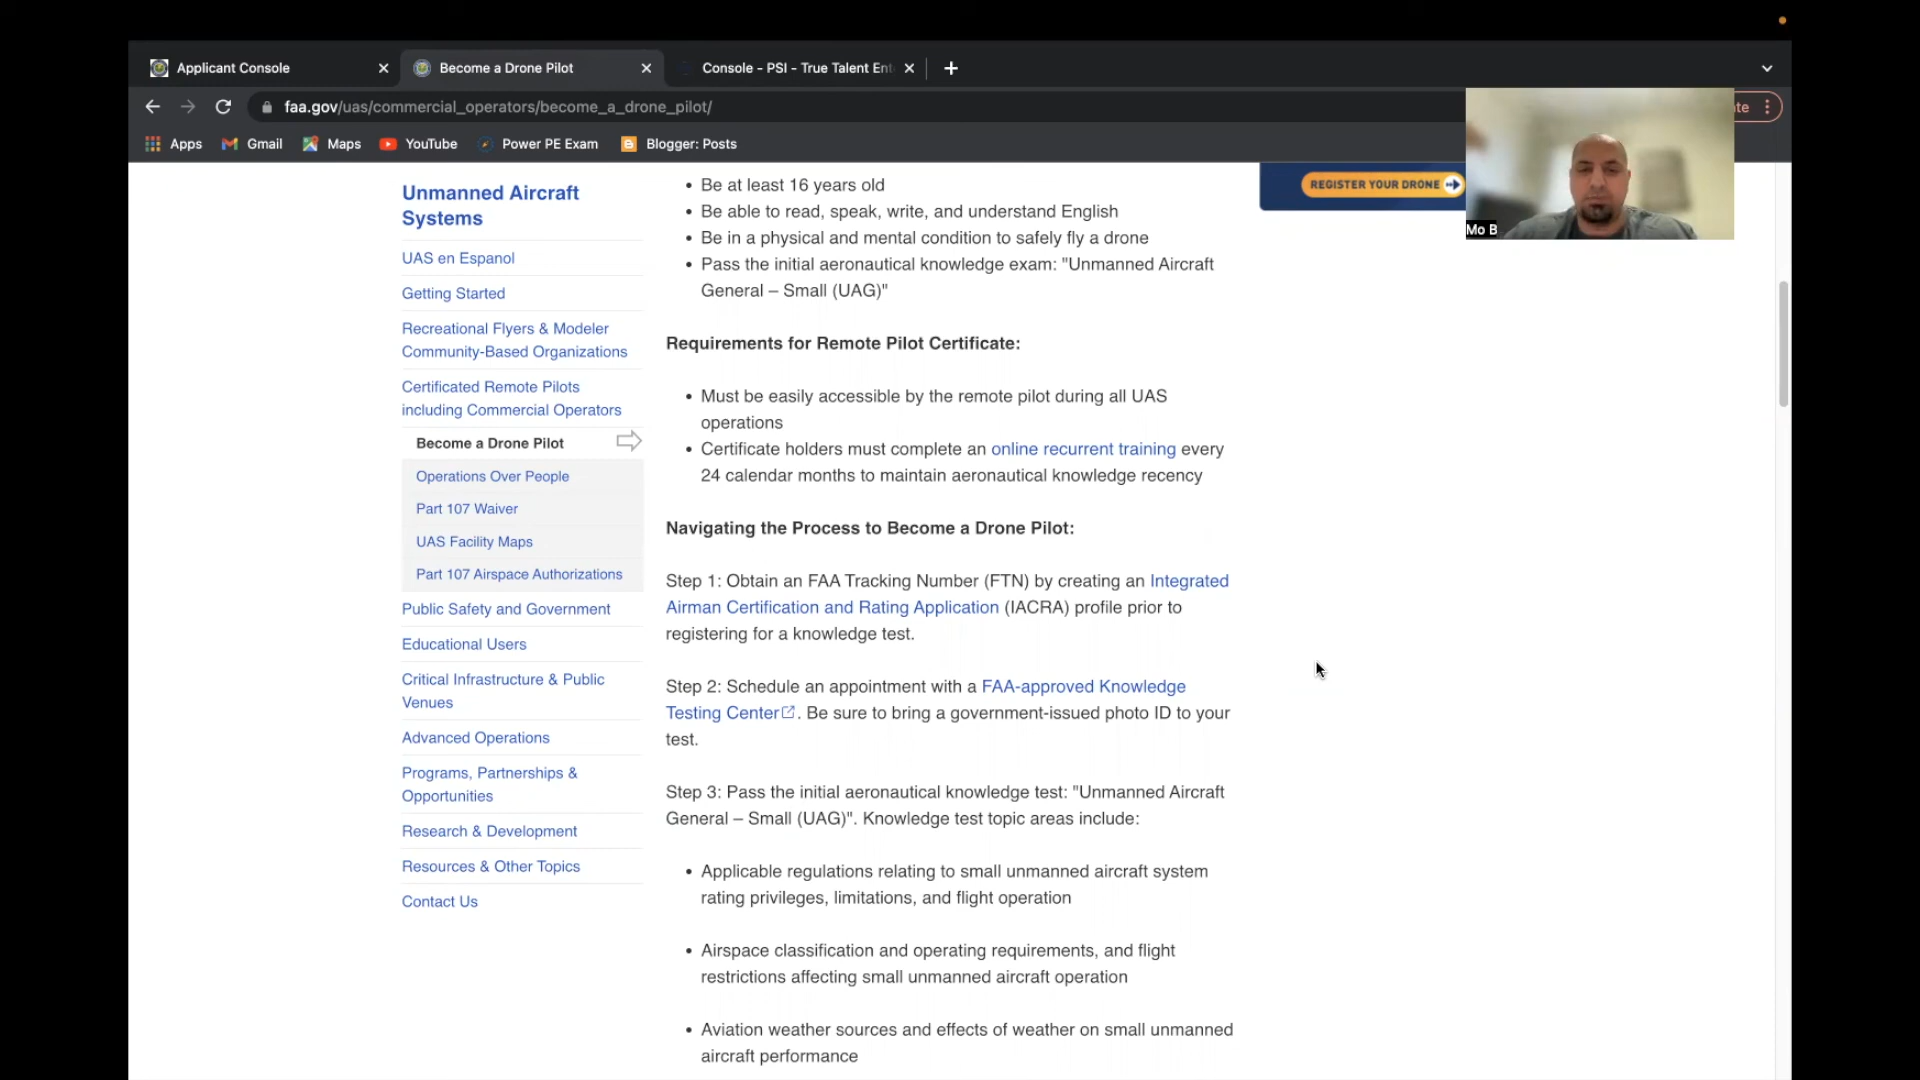 Applicant Console
Become a Drone Pilot
Console - PSI - True Talent Ent
faa.gov/uas/commercial_operators/become_a_drone_pilot/
te
Apps
Gmail
Maps
YouTube
Power PE Exam
Blogger: Posts
Mo B
REGISTER YOUR DRONE
Unmanned Aircraft
Systems
UAS en Espanol
Getting Started
Recreational Flyers & Modeler
Community-Based Organizations
Certificated Remote Pilots
including Commercial Operators
Become a Drone Pilot
Operations Over People
Part 107 Waiver
UAS Facility Maps
Part 107 Airspace Authorizations
Public Safety and Government
Educational Users
Critical Infrastructure & Public
Venues
Advanced Operations
Programs, Partnerships &
Opportunities
Research & Development
Resources & Other Topics
Contact Us
• Be at least 16 years old
• Be able to read, speak, write, and understand English
• Be in a physical and mental condition to safely fly a drone
• Pass the initial aeronautical knowledge exam: "Unmanned Aircraft
General – Small (UAG)"
Requirements for Remote Pilot Certificate:
• Must be easily accessible by the remote pilot during all UAS
operations
• Certificate holders must complete an online recurrent training every
24 calendar months to maintain aeronautical knowledge recency
Navigating the Process to Become a Drone Pilot:
Step 1: Obtain an FAA Tracking Number (FTN) by creating an Integrated
Airman Certification and Rating Application (IACRA) profile prior to
registering for a knowledge test.
Step 2: Schedule an appointment with a FAA-approved Knowledge
Testing Center. Be sure to bring a government-issued photo ID to your
test.
Step 3: Pass the initial aeronautical knowledge test: "Unmanned Aircraft
General – Small (UAG)". Knowledge test topic areas include:
• Applicable regulations relating to small unmanned aircraft system
rating privileges, limitations, and flight operation
• Airspace classification and operating requirements, and flight
restrictions affecting small unmanned aircraft operation
• Aviation weather sources and effects of weather on small unmanned
aircraft performance